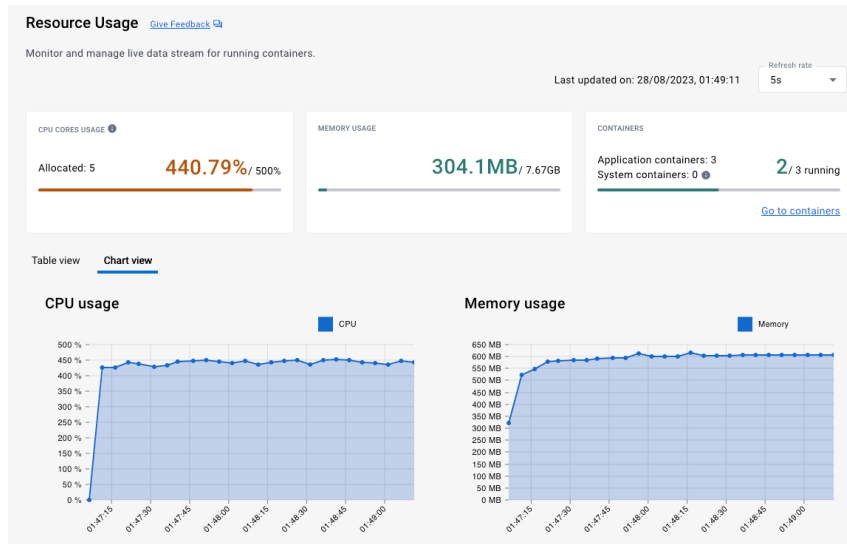 Resource Usage Give Feedback
Monitor and manage live data stream for running containers.
Last updated on: 28/08/2023, 01:49:11
Refresh rate
5s
CPU CORES USAGE
Allocated: 5
440.79% / 500%
MEMORY USAGE
304.1MB / 7.67GB
CONTAINERS
Application containers: 3
System containers: 0
2 / 3 running
Go to containers
Table view Chart view
CPU usage
CPU
500 %
450 %
400 %
350 %
300 %
250 %
200 %
150 %
100 %
50 %
0 %
01:47:15 01:47:30 01:47:45 01:48:00 01:48:15 01:48:30 01:48:45 01:49:00
Memory usage
Memory
650 MB
600 MB
550 MB
500 MB
450 MB
400 MB
350 MB
300 MB
250 MB
200 MB
150 MB
100 MB
50 MB
0 MB
01:47:15 01:47:30 01:47:45 01:48:00 01:48:15 01:48:30 01:48:45 01:49:00